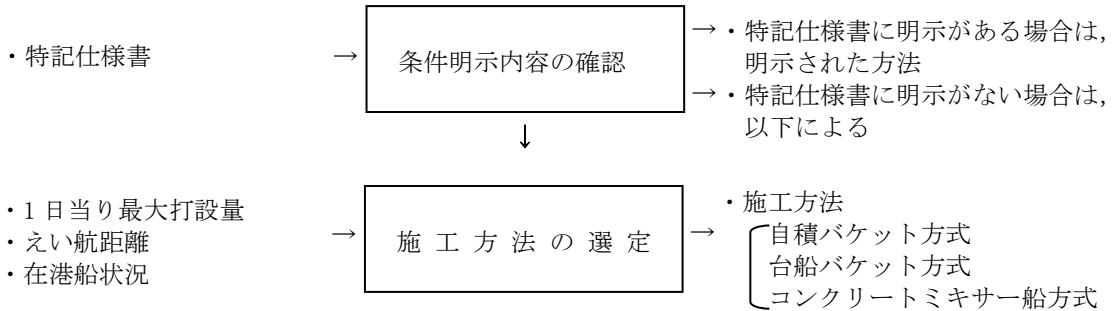 ・特記仕様書
→
条件明示内容の確認
→・特記仕様書に明示がある場合は,
明示された方法
→・特記仕様書に明示がない場合は,
以下による
↓
・1日当り最大打設量
・えい航距離
・在港船状況
→
施 工 方 法 の 選 定
→
・施工方法
自積バケット方式
台船バケット方式
コンクリートミキサー船方式